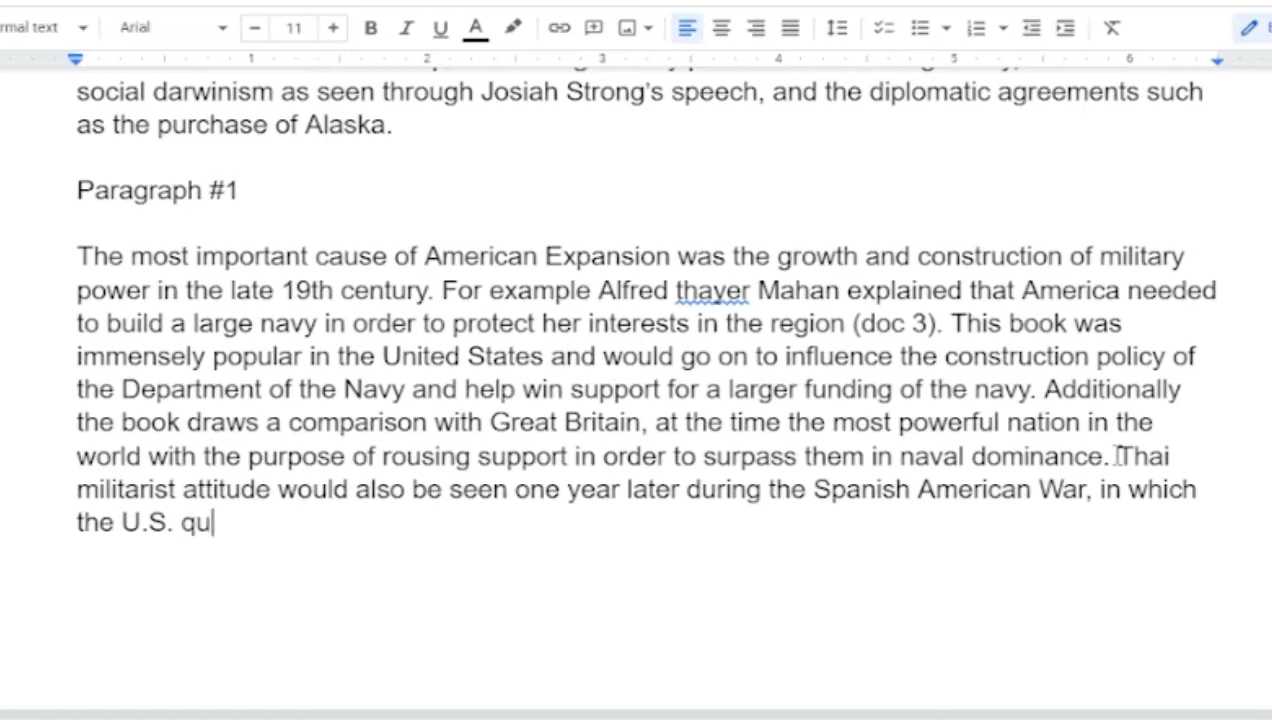 rmal text
Arial
11
1
2
3
4
5
6
social darwinism as seen through Josiah Strong's speech, and the diplomatic agreements such
as the purchase of Alaska.
Paragraph #1
The most important cause of American Expansion was the growth and construction of military
power in the late 19th century. For example Alfred thayer Mahan explained that America needed
to build a large navy in order to protect her interests in the region (doc 3). This book was
immensely popular in the United States and would go on to influence the construction policy of
the Department of the Navy and help win support for a larger funding of the navy. Additionally
the book draws a comparison with Great Britain, at the time the most powerful nation in the
world with the purpose of rousing support in order to surpass them in naval dominance. Thai
militarist attitude would also be seen one year later during the Spanish American War, in which
the U.S. qu